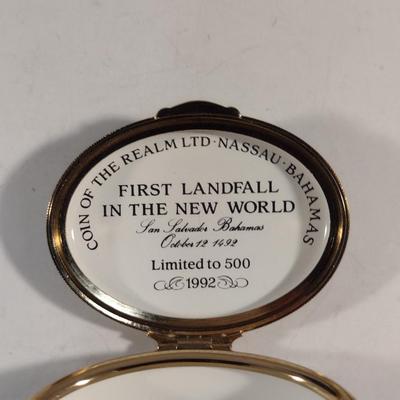 COIN OF THE REALM LTD · NASSAU · BAHAMAS
FIRST LANDFALL
IN THE NEW WORLD
San Salvador Bahamas
October 12 1492
Limited to 500
1992